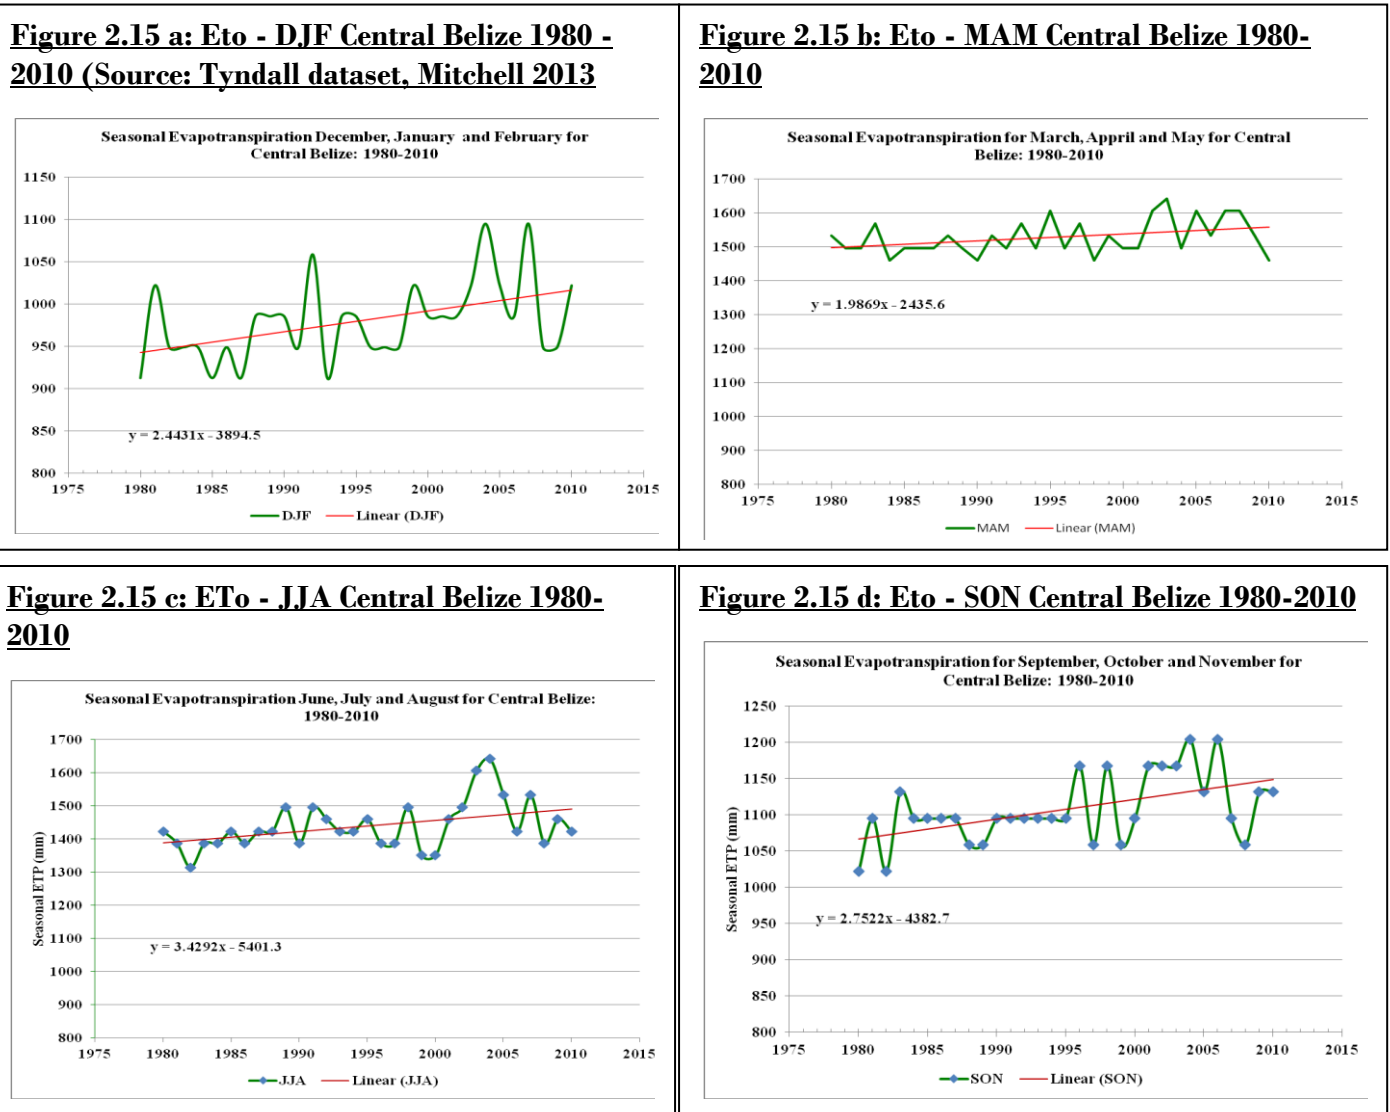 Figure 2.15 a: Eto - DJF Central Belize 1980 -
2010 (Source: Tyndall dataset, Mitchell 2013
Seasonal Evapotranspiration December, January and February for
Central Belize: 1980-2010
1150
1100
1050
1000
950
900
850
800
y = 2.4431x - 3894.5
1975 1980 1985 1990 1995 2000 2005 2010 2015
DJF Linear (DJF)
Figure 2.15 b: Eto - MAM Central Belize 1980-
2010
Seasonal Evapotranspiration for March, Appril and May for Central
Belize: 1980-2010
1700
1600
1500
1400
1300
1200
1100
1000
900
800
y = 1.9869x - 2435.6
1975 1980 1985 1990 1995 2000 2005 2010 2015
MAM Linear (MAM)
Figure 2.15 c: ETo - JJA Central Belize 1980-
2010
Seasonal Evapotranspiration June, July and August for Central Belize:
1980-2010
Seasonal ETP (mm)
1700
1600
1500
1400
1300
1200
1100
1000
900
800
y = 3.4292x - 5401.3
1975 1980 1985 1990 1995 2000 2005 2010 2015
JJA Linear (JJA)
Figure 2.15 d: Eto - SON Central Belize 1980-2010
Seasonal Evapotranspiration for September, October and November for
Central Belize: 1980-2010
Seasonal ETP (mm)
1250
1200
1150
1100
1050
1000
950
900
850
800
y = 2.7522x - 4382.7
1975 1980 1985 1990 1995 2000 2005 2010 2015
SON Linear (SON)